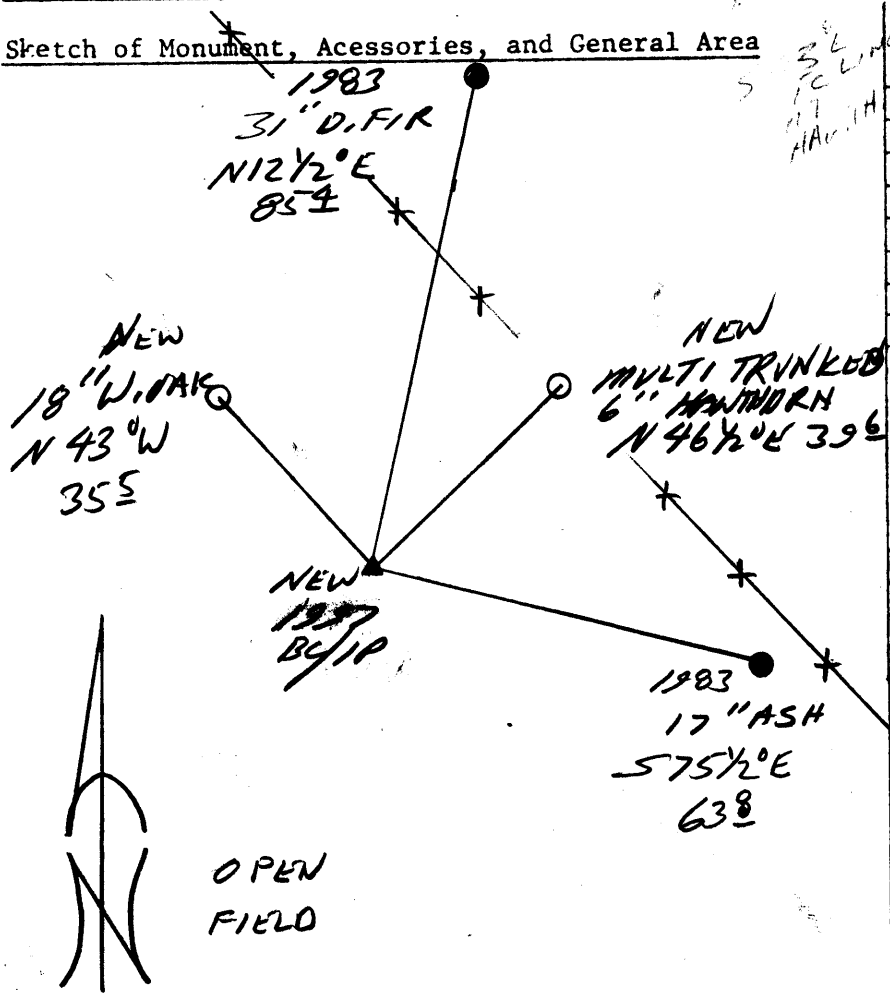 Sketch of Monument, Acessories, and General Area
1983
31" D. FIR
N12½°E
85 4
NEW
18" W. OAK
N 43°W
35 5
NEW
MULTI TRUNKED
6" HAWTHORN
N 46½°E 39 6
NEW
BC/IP
1983
17" ASH
S75½°E
63 8
OPEN
FIELD